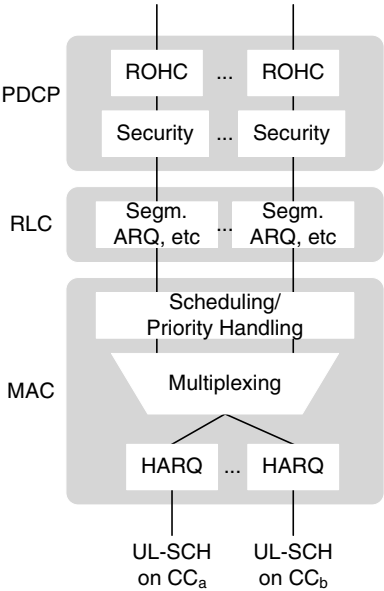 PDCP
ROHC ... ROHC
Security ... Security
RLC
Segm. ARQ, etc ... Segm. ARQ, etc
MAC
Scheduling/
Priority Handling
Multiplexing
HARQ ... HARQ
UL-SCH on CCa
UL-SCH on CCb